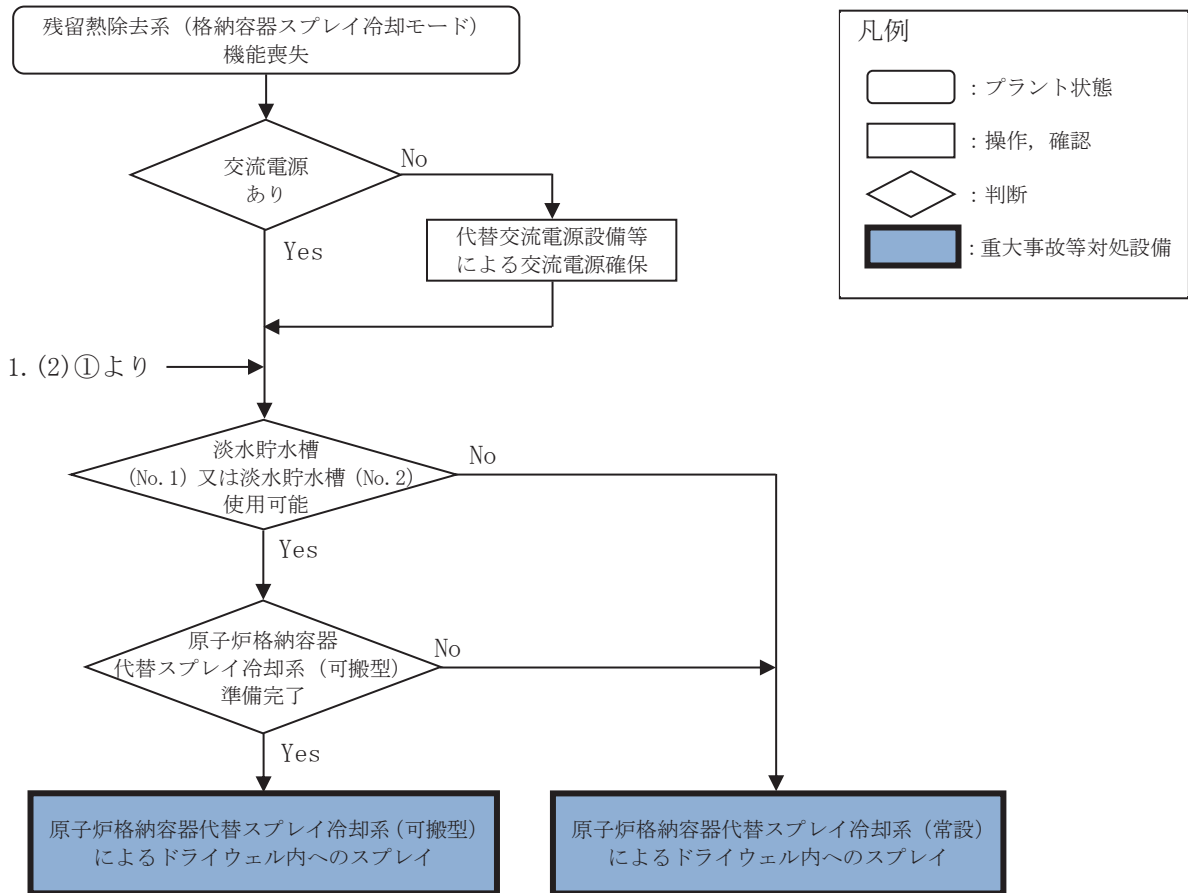 残留熱除去系（格納容器スプレイ冷却モード）
機能喪失
交流電源
あり
No
Yes
代替交流電源設備等
による交流電源確保
1.(2)①より
淡水貯水槽
(No.1) 又は淡水貯水槽 (No.2)
使用可能
No
Yes
原子炉格納容器
代替スプレイ冷却系（可搬型）
準備完了
No
Yes
原子炉格納容器代替スプレイ冷却系（可搬型）
によるドライウェル内へのスプレイ
原子炉格納容器代替スプレイ冷却系（常設）
によるドライウェル内へのスプレイ
凡例
：プラント状態
：操作，確認
：判断
：重大事故等対処設備